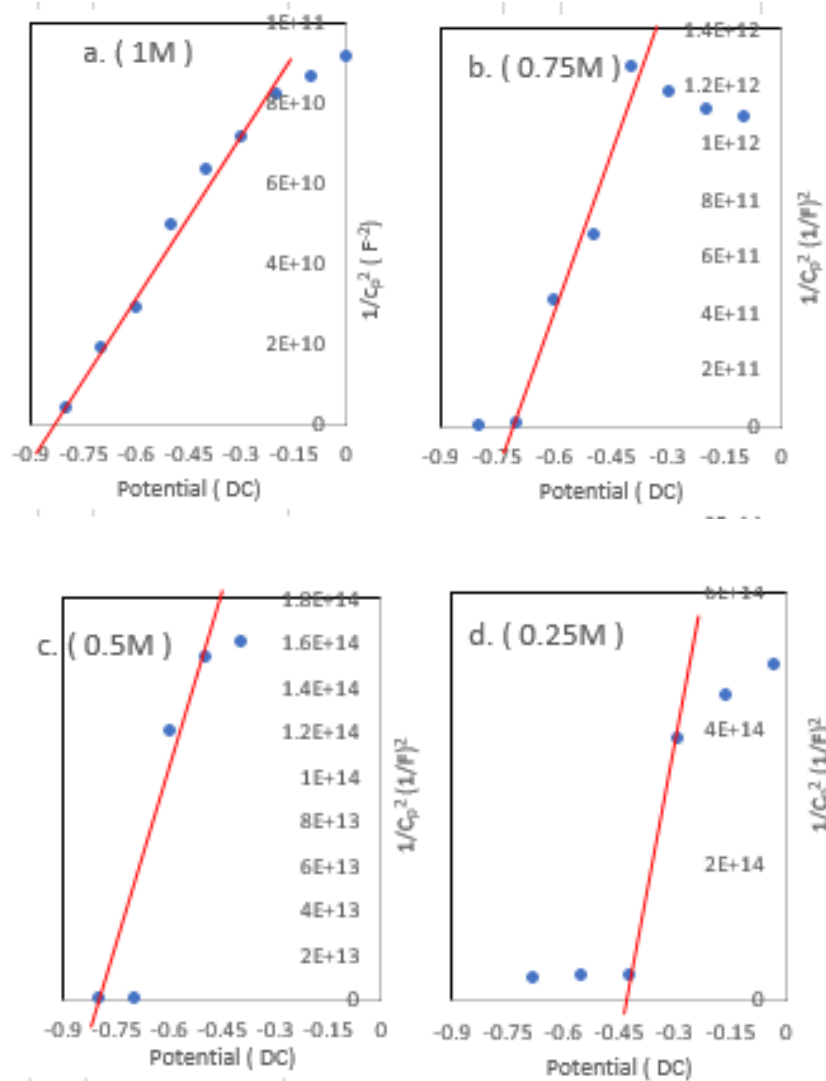 a. ( 1M )
1E+11
8E+10
6E+10
4E+10
2E+10
0
1/Cₚ² ( F⁻²)
-0.9 -0.75 -0.6 -0.45 -0.3 -0.15 0
Potential ( DC)
b. ( 0.75M )
1.4E+12
1.2E+12
1E+12
8E+11
6E+11
4E+11
2E+11
0
1/Cₚ² (1/F)²
-0.9 -0.75 -0.6 -0.45 -0.3 -0.15 0
Potential ( DC)
c. ( 0.5M )
1.8E+14
1.6E+14
1.4E+14
1.2E+14
1E+14
8E+13
6E+13
4E+13
2E+13
0
1/Cₚ² (1/F)²
-0.9 -0.75 -0.6 -0.45 -0.3 -0.15 0
Potential ( DC)
d. ( 0.25M )
6E+14
4E+14
2E+14
0
1/Cₚ² (1/F)²
-0.9 -0.75 -0.6 -0.45 -0.3 -0.15 0
Potential ( DC)